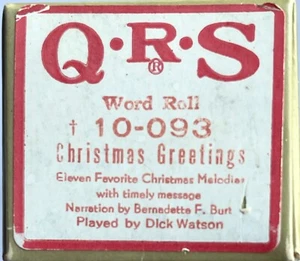 Q·R·S
®
Word Roll
† 10-093
Christmas Greetings
Eleven Favorite Christmas Melodies
with timely message
Narration by Bernadette F. Burt
Played by Dick Watson